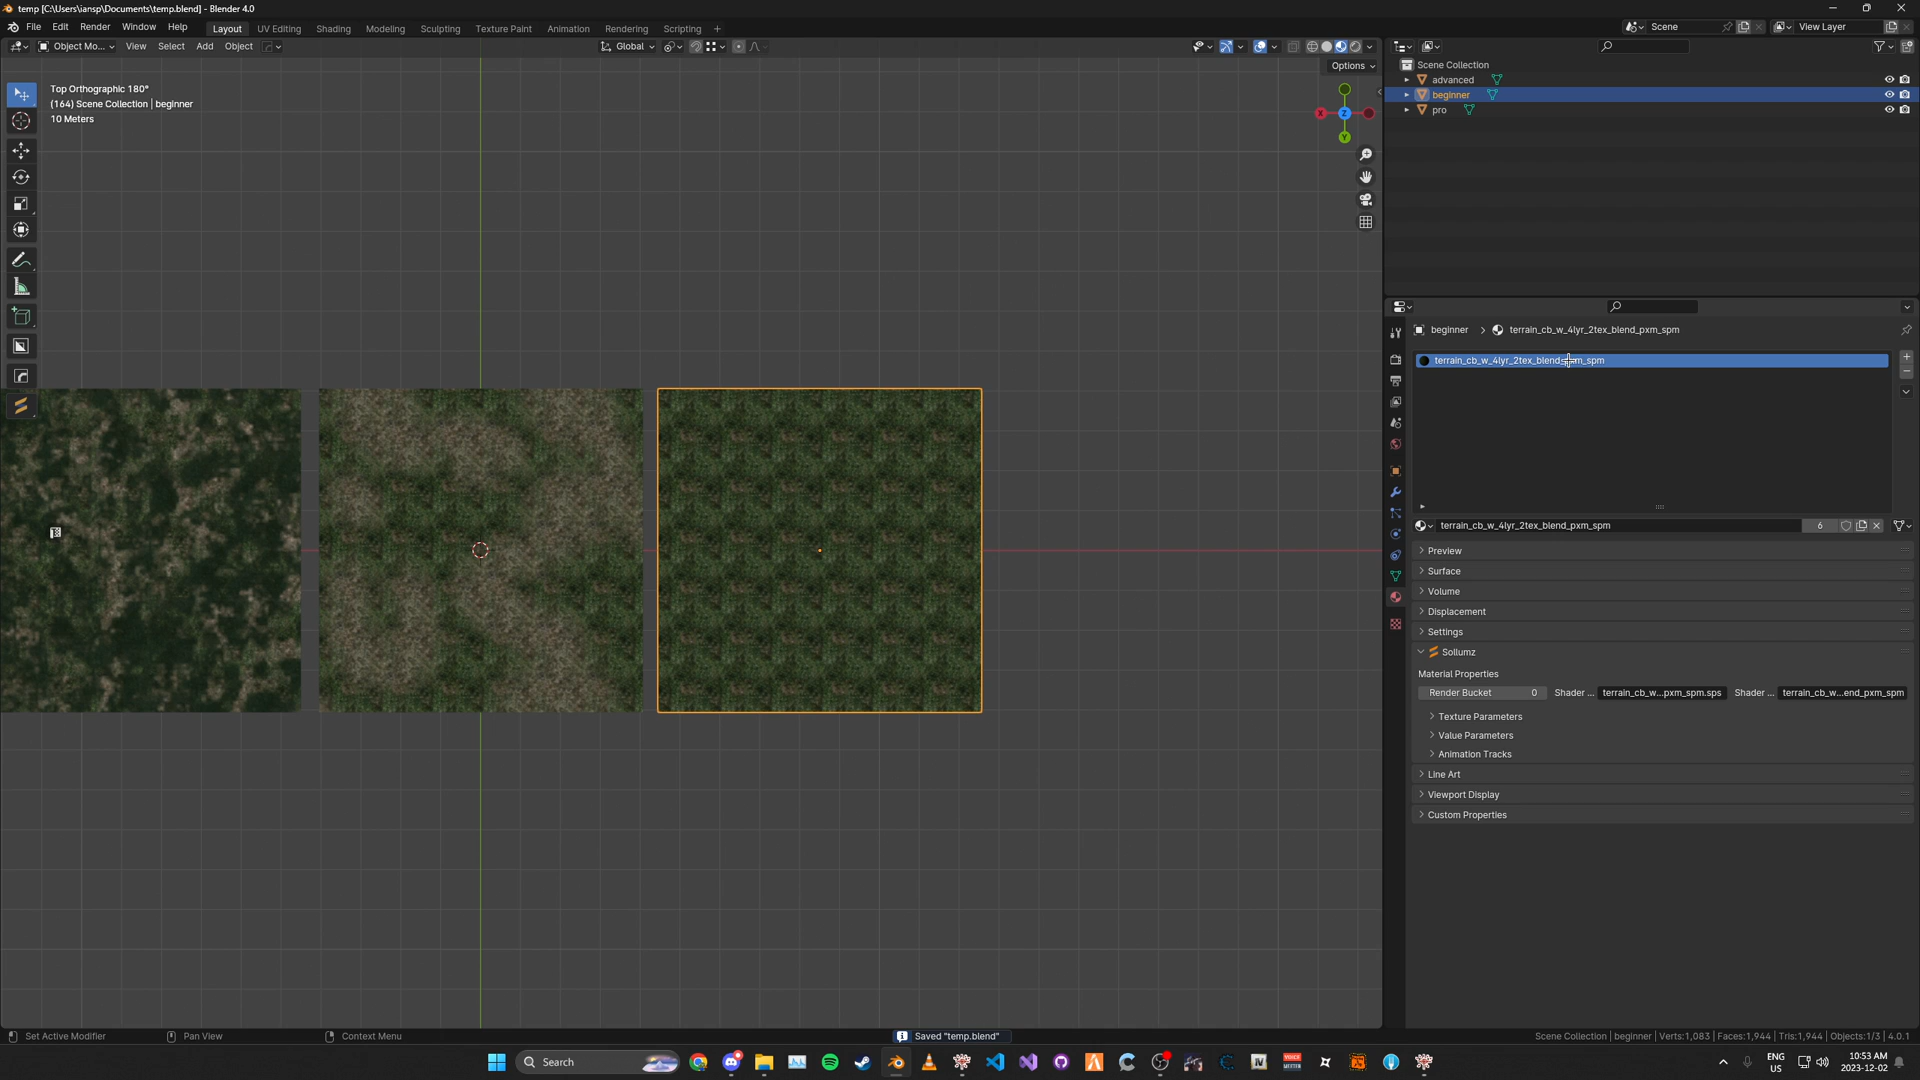 temp [C:\Users\iansp\Documents\temp.blend] - Blender 4.0
File Edit Render Window Help Layout UV Editing Shading Modeling Sculpting Texture Paint Animation Rendering Scripting + Scene View Layer
Object Mo... View Select Add Object Global
Options
Top Orthographic 180°
(164) Scene Collection | beginner
10 Meters
X Z Y
Scene Collection
advanced
beginner
pro
beginner > terrain_cb_w_4lyr_2tex_blend_pxm_spm
terrain_cb_w_4lyr_2tex_blend_pxm_spm
terrain_cb_w_4lyr_2tex_blend_pxm_spm 6
Preview
Surface
Volume
Displacement
Settings
Sollumz
Material Properties
Render Bucket 0 Shader ... terrain_cb_w...pxm_spm.sps Shader ... terrain_cb_w...end_pxm_spm
Texture Parameters
Value Parameters
Animation Tracks
Line Art
Viewport Display
Custom Properties
Set Active Modifier Pan View Context Menu Saved "temp.blend" Scene Collection | beginner | Verts:1,083 | Faces:1,944 | Tris:1,944 | Objects:1/3 | 4.0.1
Search
ENG
US
10:53 AM
2023-12-02